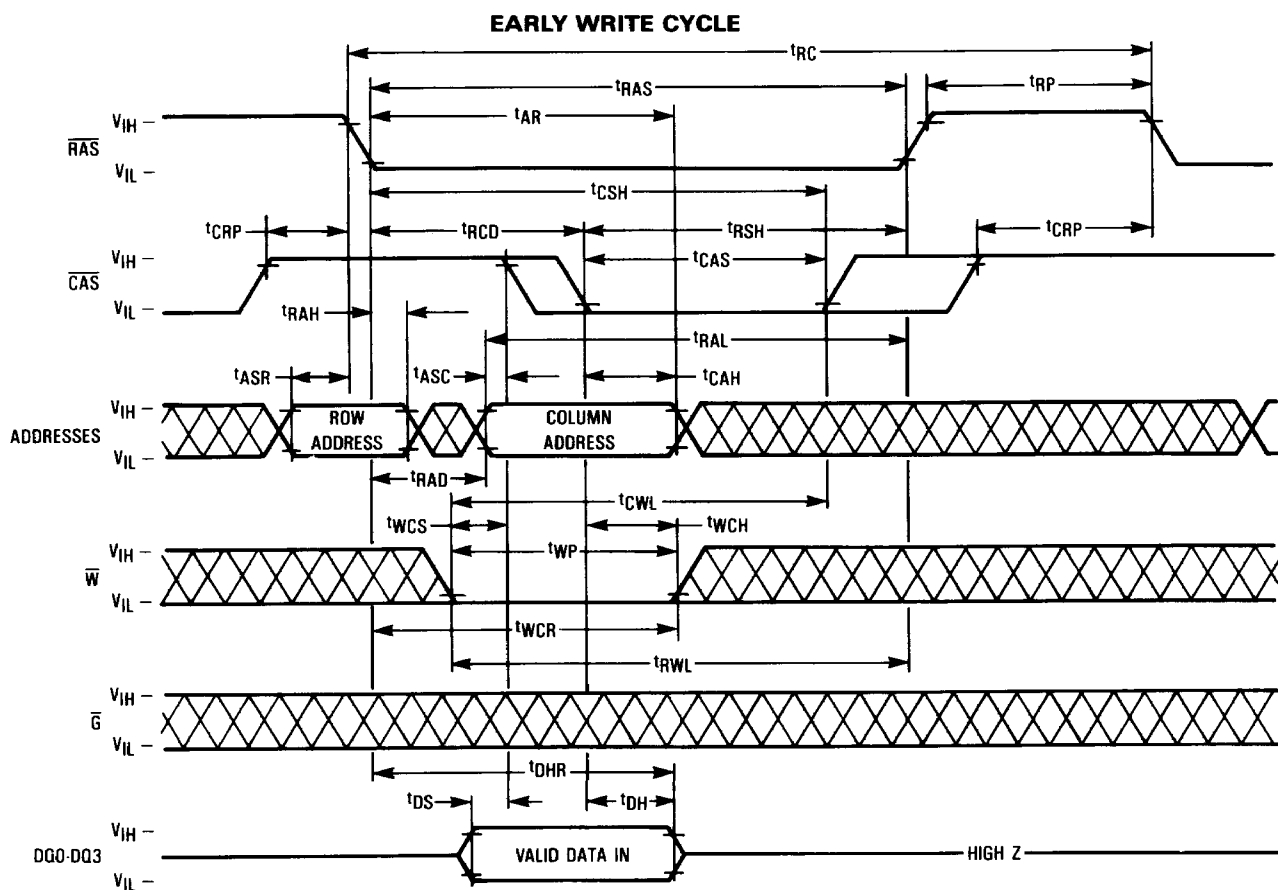 EARLY WRITE CYCLE
tRC
tRAS
tRP
tAR
VIH
RAS
VIL
tCSH
tCRP
tRCD
tRSH
tCRP
VIH
tCAS
CAS
VIL
tRAH
tRAL
tASR
tASC
tCAH
VIH
ROW
ADDRESS
COLUMN
ADDRESS
ADDRESSES
VIL
tRAD
tCWL
tWCS
tWCH
VIH
tWP
W
VIL
tWCR
tRWL
VIH
G
VIL
tDHR
tDS
tDH
VIH
DQ0-DQ3
VALID DATA IN
HIGH Z
VIL